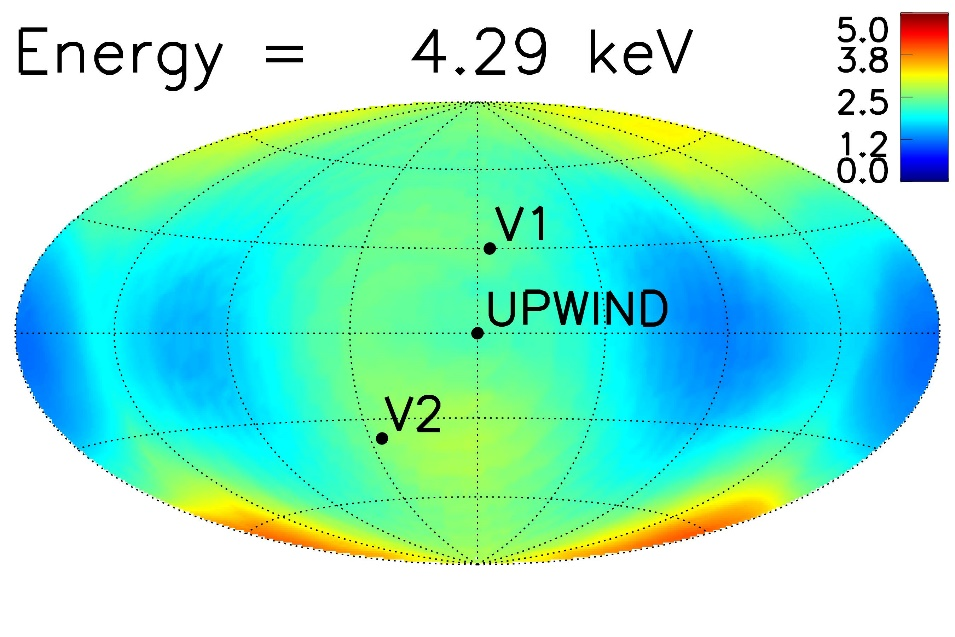 Energy = 4.29 keV
5.0
3.8
2.5
1.2
0.0
V1
UPWIND
V2